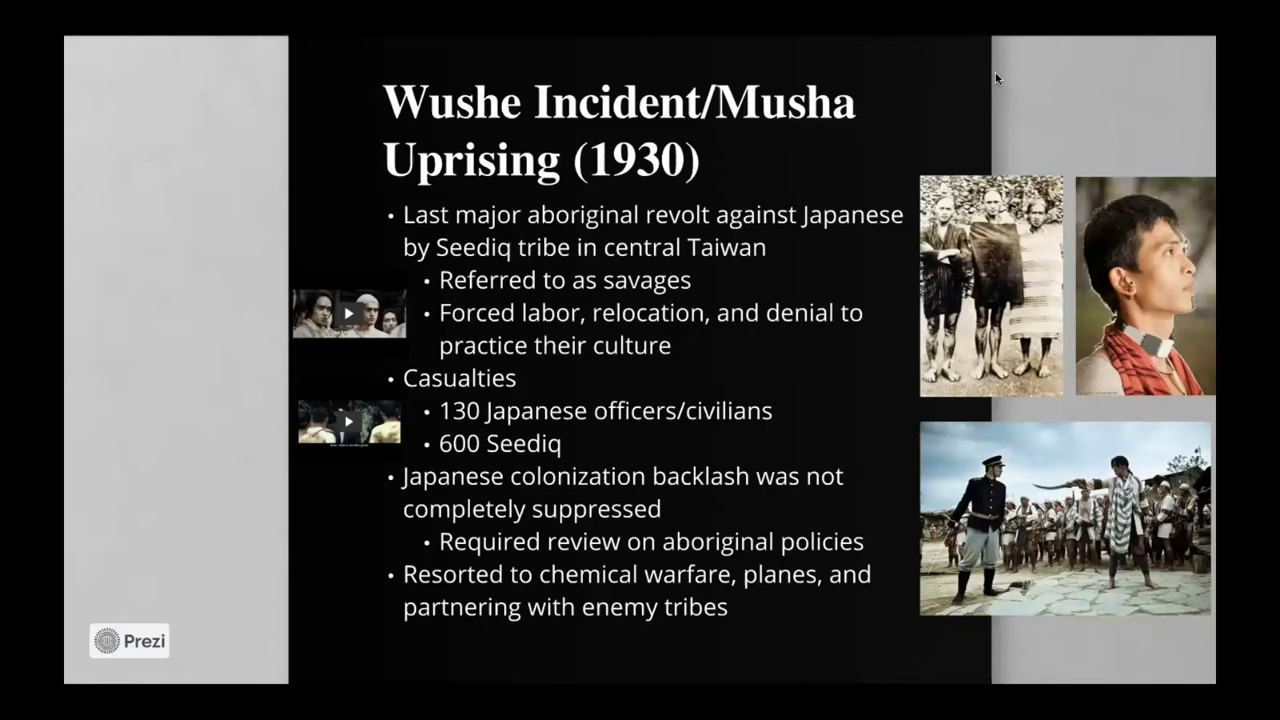 Wushe Incident/Musha
Uprising (1930)
• Last major aboriginal revolt against Japanese
by Seediq tribe in central Taiwan
• Referred to as savages
• Forced labor, relocation, and denial to
practice their culture
• Casualties
• 130 Japanese officers/civilians
• 600 Seediq
• Japanese colonization backlash was not
completely suppressed
• Required review on aboriginal policies
• Resorted to chemical warfare, planes, and
partnering with enemy tribes
Prezi